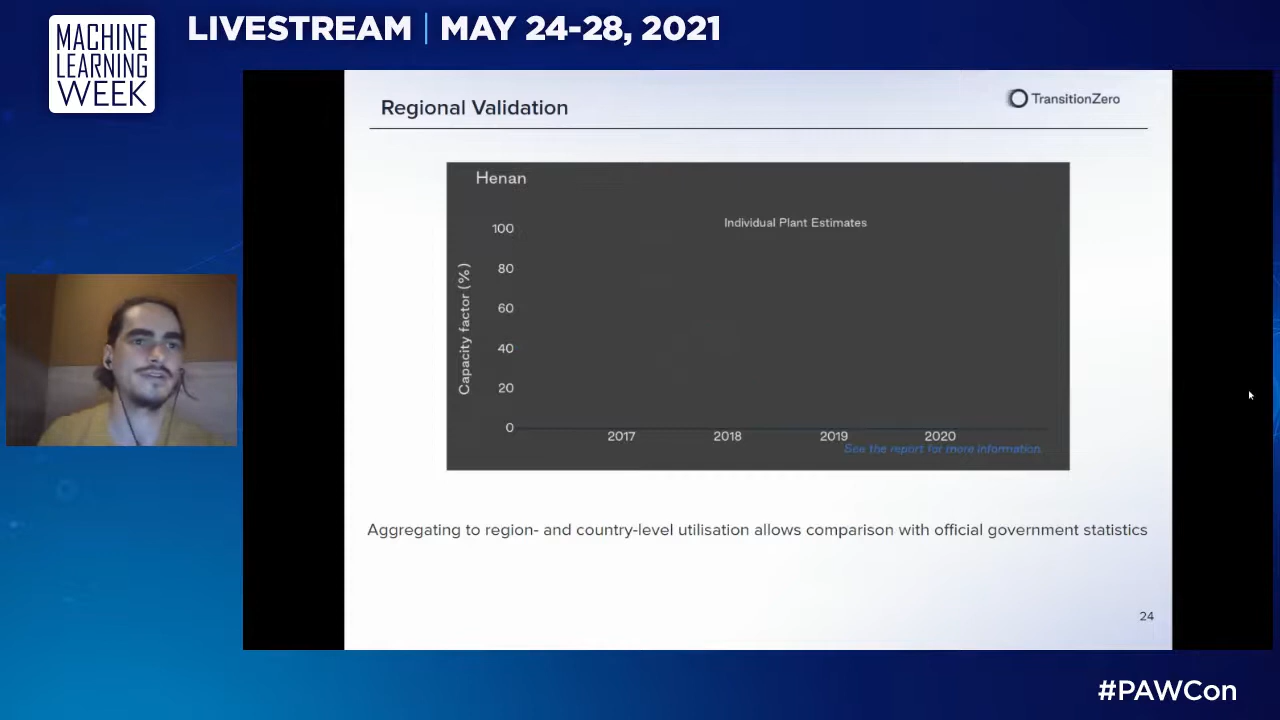 MACHINE
LEARNING
WEEK
LIVESTREAM | MAY 24-28, 2021
Regional Validation
TransitionZero
Henan
Individual Plant Estimates
Capacity factor (%)
100
80
60
40
20
0
2017 2018 2019 2020
See the report for more information.
Aggregating to region- and country-level utilisation allows comparison with official government statistics
24
#PAWCon